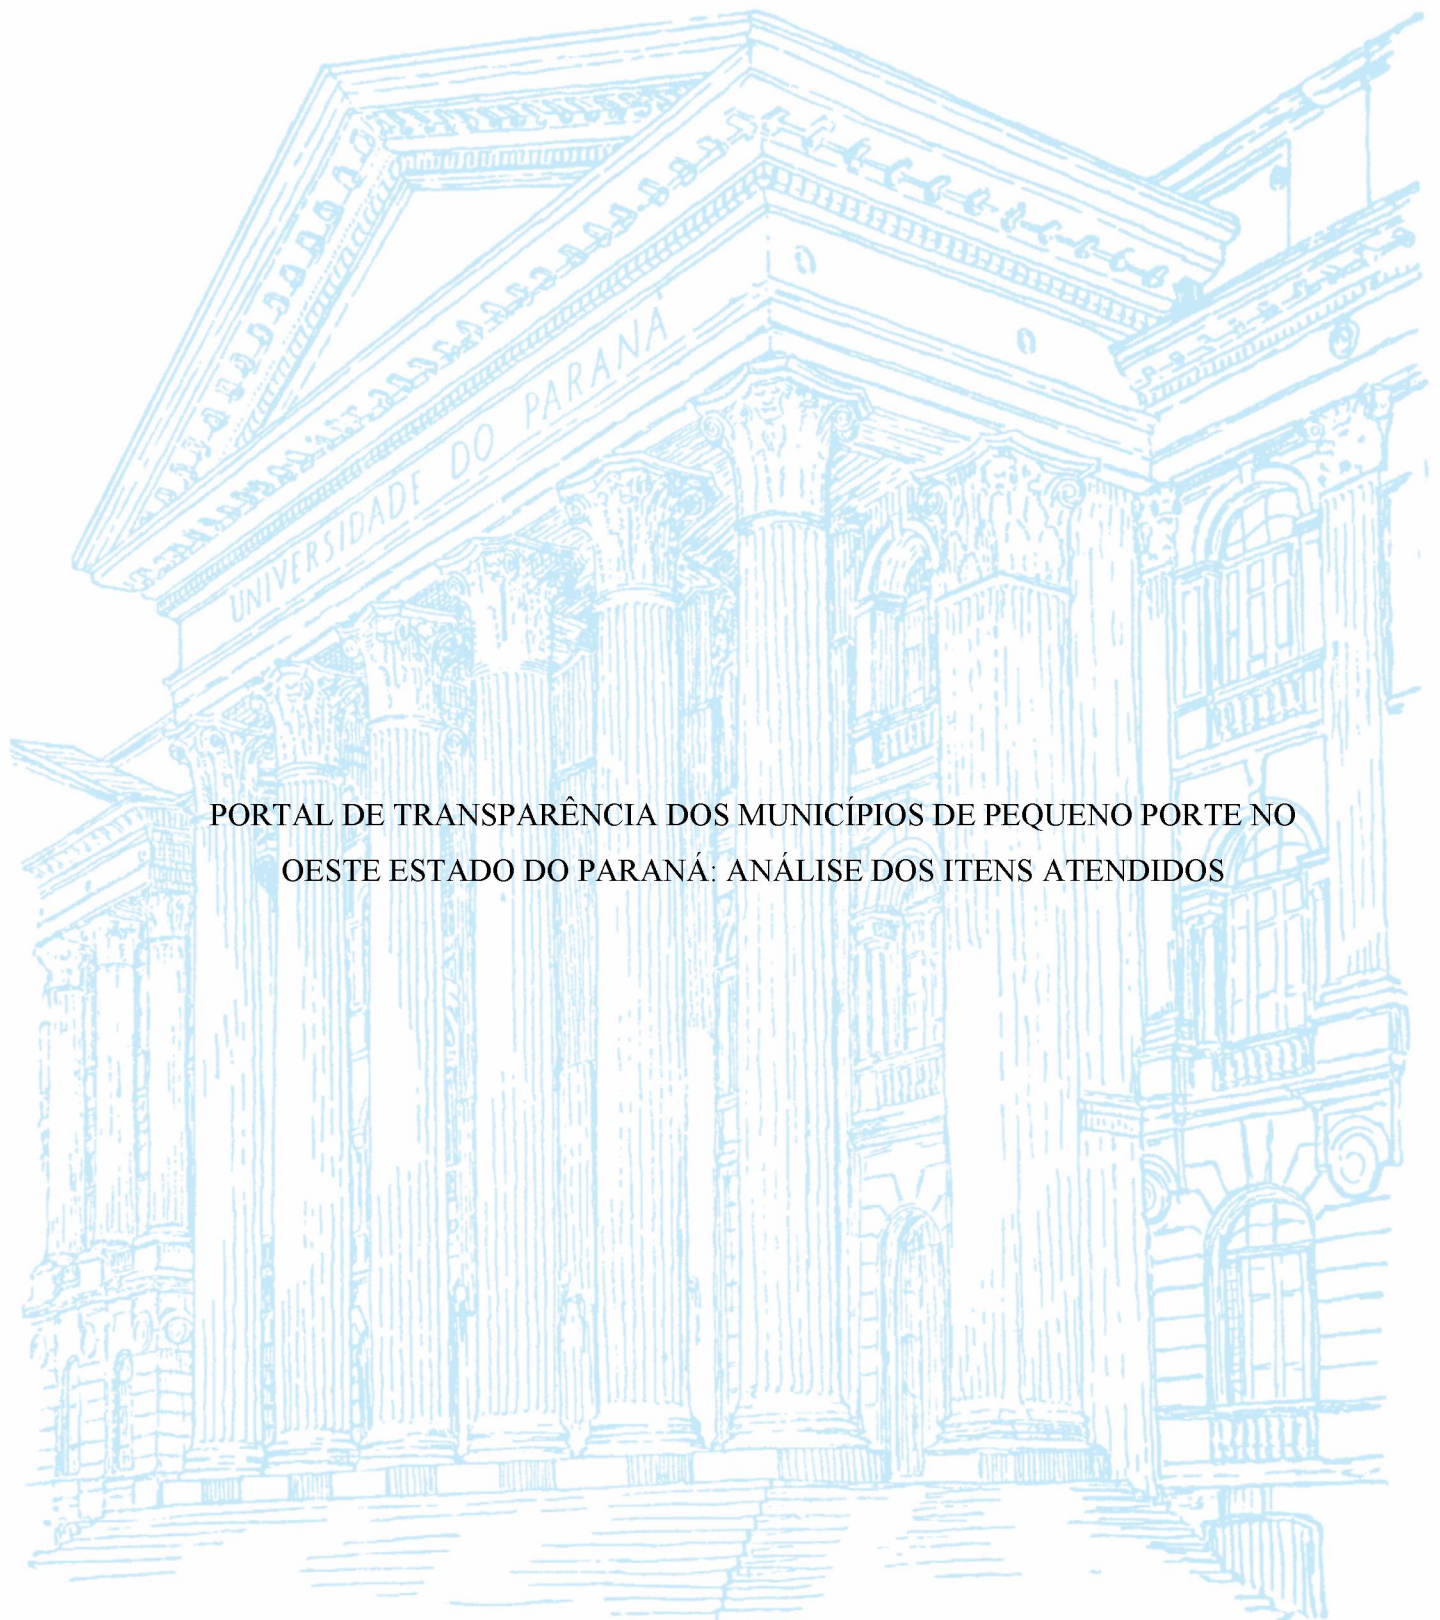 UNIVERSIDADE DO PARANÁ
PORTAL DE TRANSPARÊNCIA DOS MUNICÍPIOS DE PEQUENO PORTE NO
OESTE ESTADO DO PARANÁ: ANÁLISE DOS ITENS ATENDIDOS